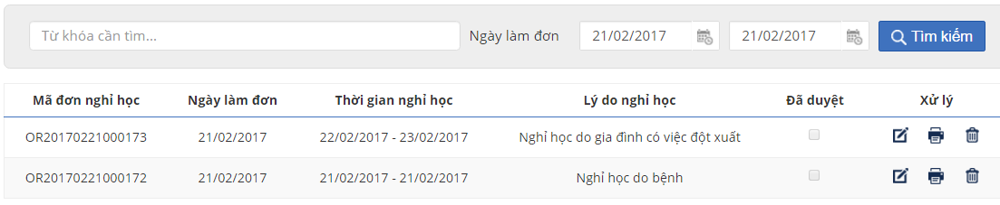 Từ khóa cần tìm... Ngày làm đơn 21/02/2017 21/02/2017 Tìm kiếm
Mã đơn nghỉ học Ngày làm đơn Thời gian nghỉ học Lý do nghỉ học Đã duyệt Xử lý
OR20170221000173 21/02/2017 22/02/2017 - 23/02/2017 Nghỉ học do gia đình có việc đột xuất
OR20170221000172 21/02/2017 21/02/2017 - 21/02/2017 Nghỉ học do bệnh